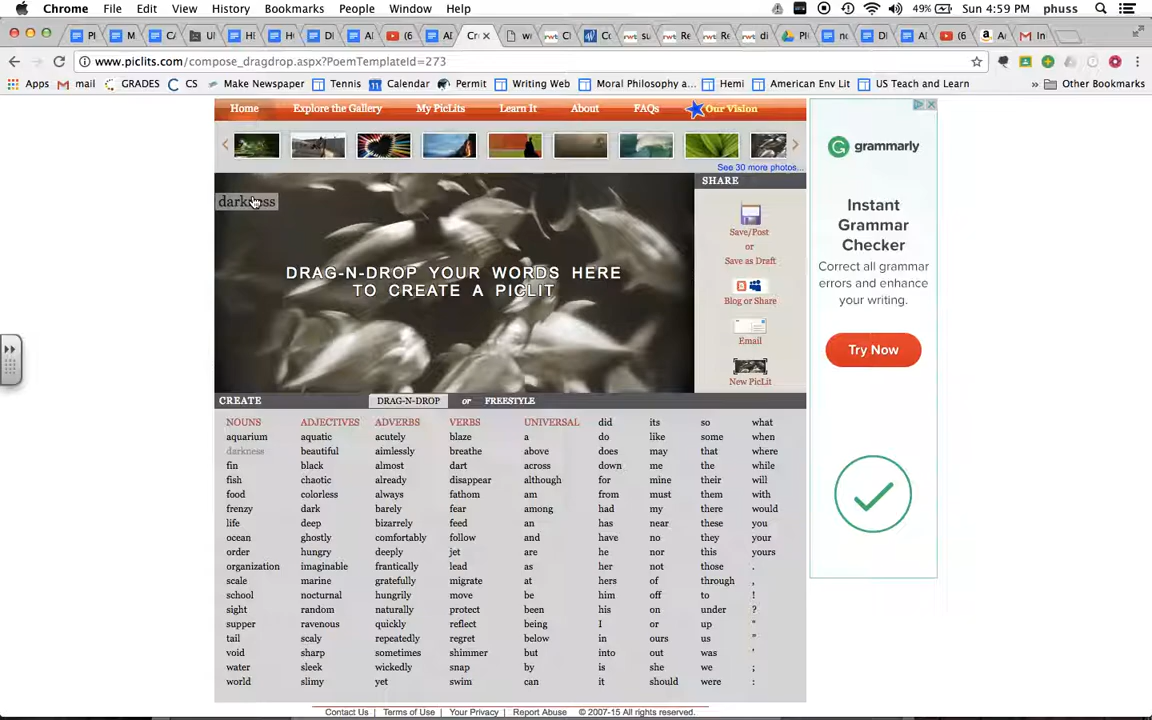 Chrome File Edit View History Bookmarks People Window Help 49% Sun 4:59 PM phuss
www.piclits.com/compose_dragdrop.aspx?PoemTemplateId=273
Apps mail GRADES CS Make Newspaper Tennis Calendar Permit Writing Web Moral Philosophy a... Hemi American Env Lit US Teach and Learn » Other Bookmarks
Home Explore the Gallery My PicLits Learn It About FAQs Our Vision
See 30 more photos...
SHARE
darkness
DRAG-N-DROP YOUR WORDS HERE
TO CREATE A PICLIT
Save/Post
or
Save as Draft
Blog or Share
Email
New PicLit
grammarly
Instant
Grammar
Checker
Correct all grammar
errors and enhance
your writing.
Try Now
CREATE DRAG-N-DROP or FREESTYLE
NOUNS ADJECTIVES ADVERBS VERBS UNIVERSAL did its so what
aquarium aquatic acutely blaze a do like some when
darkness beautiful aimlessly breathe above does may that where
fin black almost dart across down me the while
fish chaotic already disappear although for mine their will
food colorless always fathom am from must them with
frenzy dark barely fear among had my there would
life deep bizarrely feed an has near these you
ocean ghostly comfortably follow and have no they your
order hungry deeply jet are he nor this yours
organization imaginable frantically lead as her not those .
scale marine gratefully migrate at hers of through ,
school nocturnal hungrily move be him off to !
sight random naturally protect been his on under ?
supper ravenous quickly reflect being I or up "
tail scaly repeatedly regret below in ours us "
void sharp sometimes shimmer but into out was '
water sleek wickedly snap by is she we ;
world slimy yet swim can it should were :
Contact Us | Terms of Use | Your Privacy | Report Abuse © 2007-15 All rights reserved.